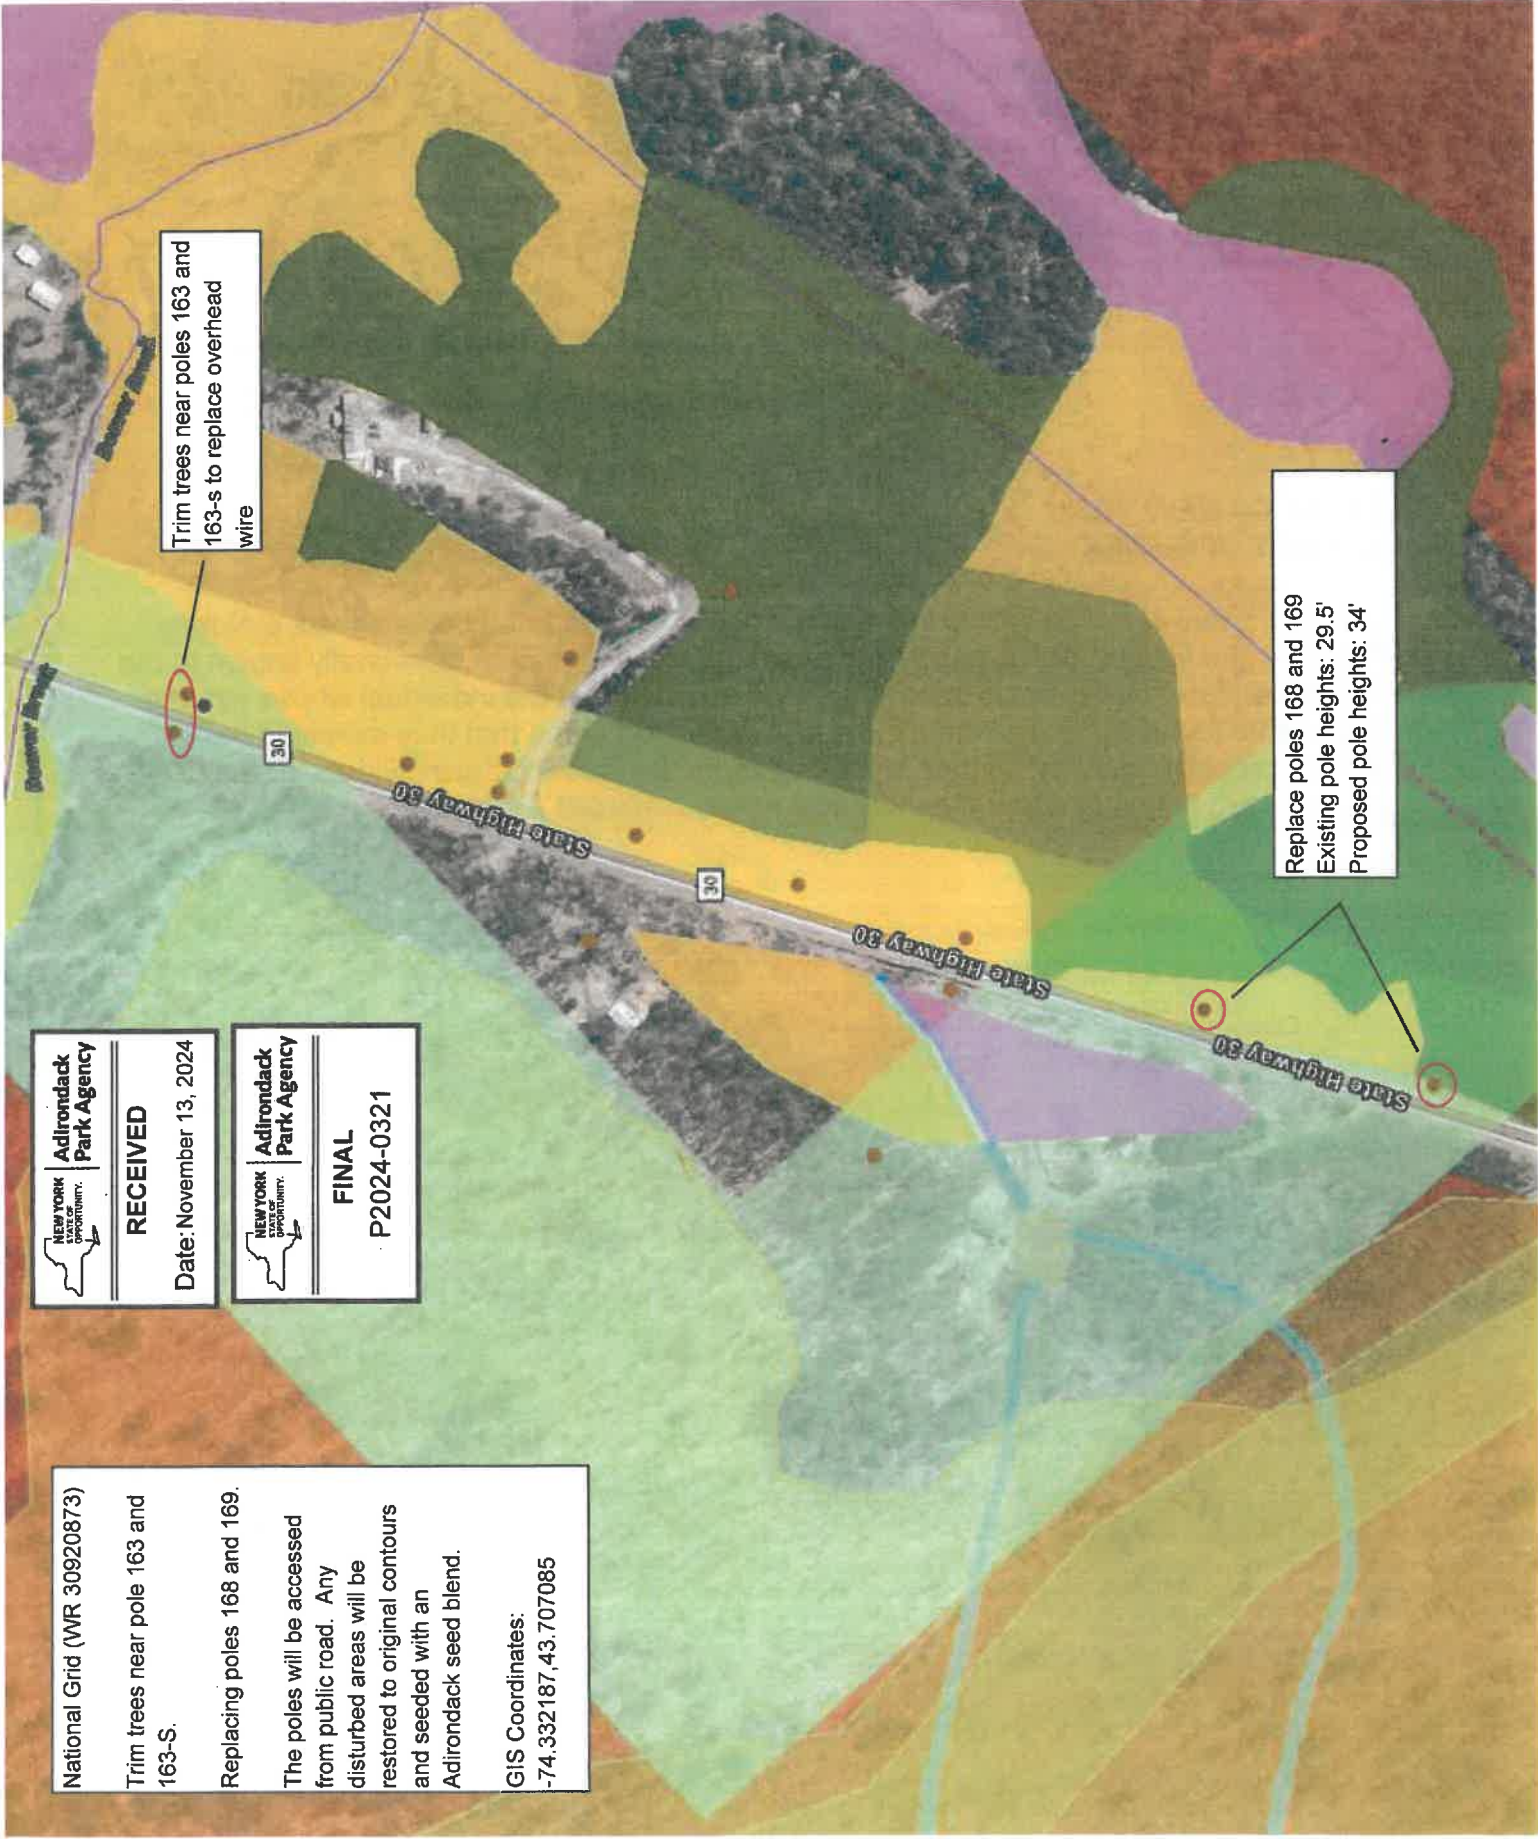 National Grid (WR 30920873)
Trim trees near pole 163 and
163-S.
Replacing poles 168 and 169.
The poles will be accessed
from public road. Any
disturbed areas will be
restored to original contours
and seeded with an
Adirondack seed blend.
GIS Coordinates:
-74.332187,43.707085
NEW YORK
STATE OF
OPPORTUNITY.
Adirondack
Park Agency
RECEIVED
Date: November 13, 2024
NEW YORK
STATE OF
OPPORTUNITY.
Adirondack
Park Agency
FINAL
P2024-0321
Trim trees near poles 163 and
163-s to replace overhead
wire
Replace poles 168 and 169
Existing pole heights: 29.5'
Proposed pole heights: 34'
30
State Highway 30
30
State Highway 30
State Highway 30
Beaver Brook
Beaver Brook